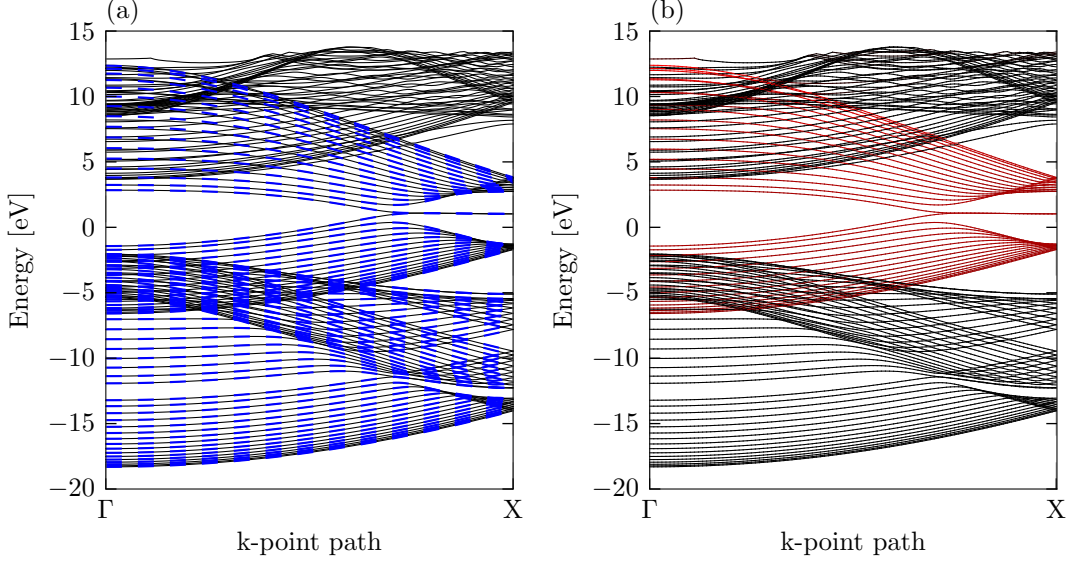 (a)
(b)
15
10
5
0
−5
−10
−15
−20
Energy [eV]
Γ
X
k-point path
15
10
5
0
−5
−10
−15
−20
Energy [eV]
Γ
X
k-point path